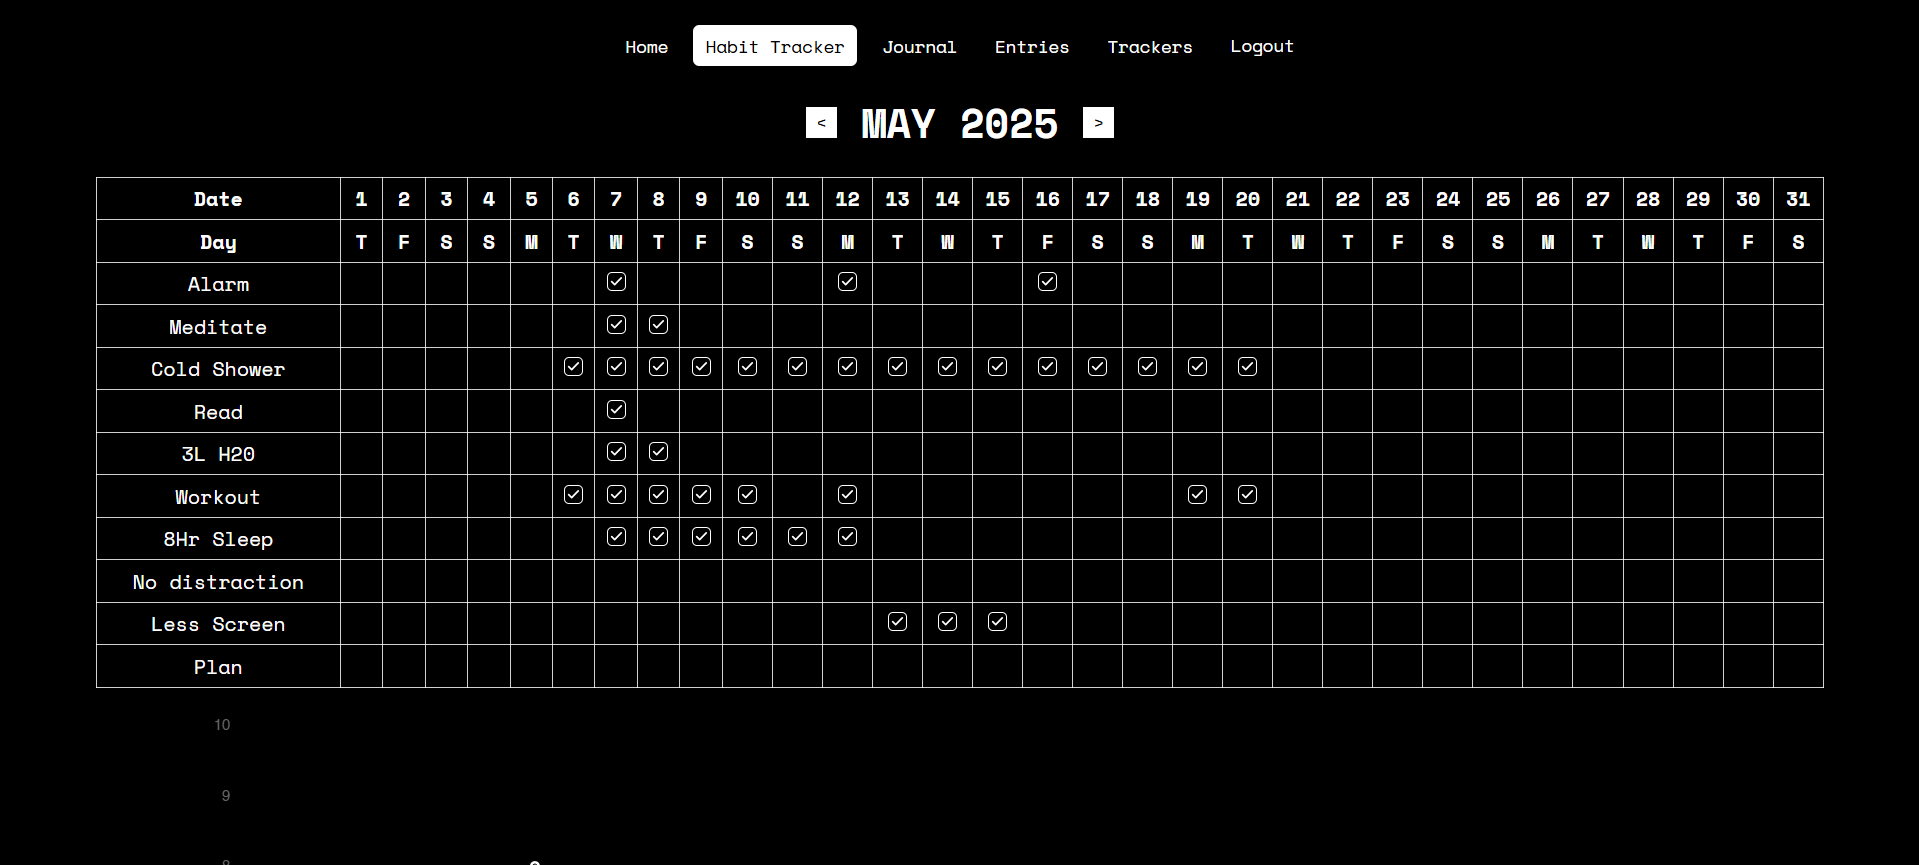 Home Habit Tracker Journal Entries Trackers Logout
< MAY 2025 >
Date 1 2 3 4 5 6 7 8 9 10 11 12 13 14 15 16 17 18 19 20 21 22 23 24 25 26 27 28 29 30 31
Day T F S S M T W T F S S M T W T F S S M T W T F S S M T W T F S
Alarm
Meditate
Cold Shower
Read
3L H20
Workout
8Hr Sleep
No distraction
Less Screen
Plan
10
9